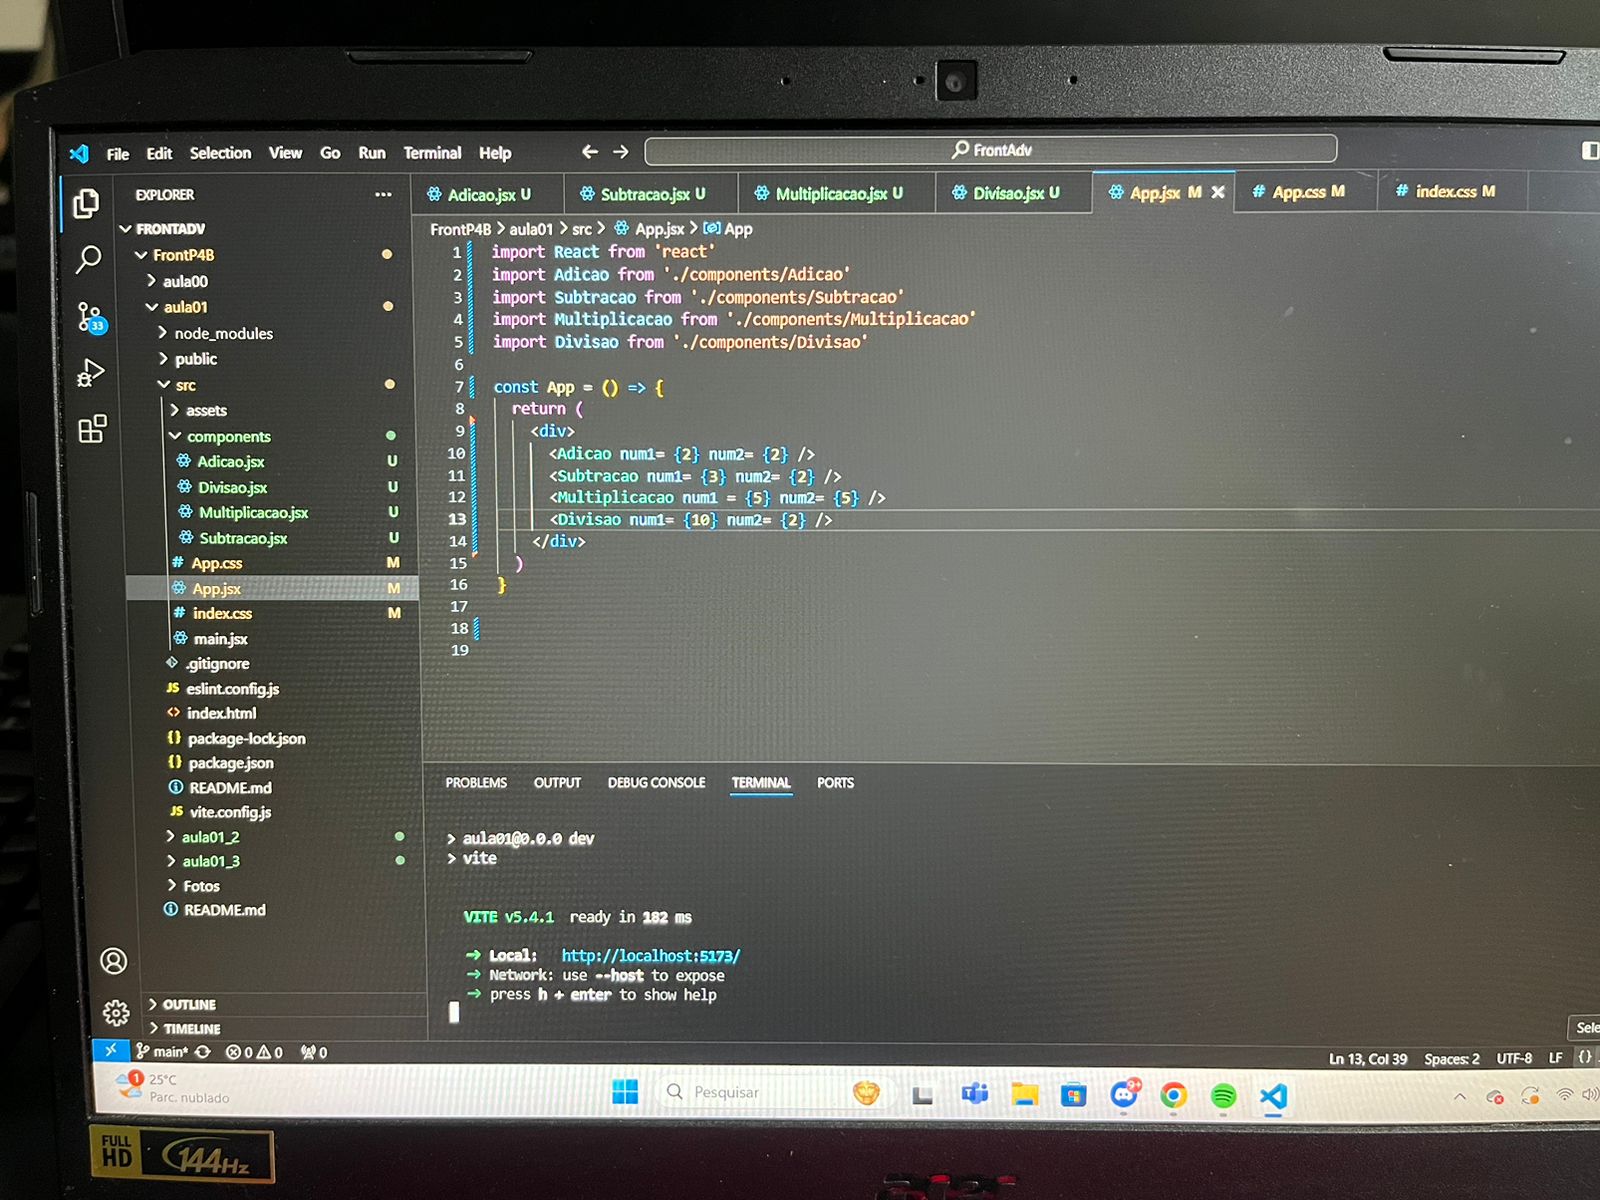 File Edit Selection View Go Run Terminal Help
FrontAdv
EXPLORER
FRONTADV
FrontP4B
aula00
aula01
node_modules
public
src
assets
components
Adicao.jsx U
Divisao.jsx U
Multiplicacao.jsx U
Subtracao.jsx U
# App.css M
App.jsx M
# index.css M
main.jsx
.gitignore
JS eslint.config.js
<> index.html
{} package-lock.json
{} package.json
README.md
JS vite.config.js
aula01_2
aula01_3
Fotos
README.md
OUTLINE
TIMELINE
33
Adicao.jsx U Subtracao.jsx U Multiplicacao.jsx U Divisao.jsx U App.jsx M # App.css M # index.css M
FrontP4B > aula01 > src > App.jsx > App
1 import React from 'react'
2 import Adicao from './components/Adicao'
3 import Subtracao from './components/Subtracao'
4 import Multiplicacao from './components/Multiplicacao'
5 import Divisao from './components/Divisao'
6
7 const App = () => {
8 return (
9 <div>
10 <Adicao num1= {2} num2= {2} />
11 <Subtracao num1= {3} num2= {2} />
12 <Multiplicacao num1 = {5} num2= {5} />
13 <Divisao num1= {10} num2= {2} />
14 </div>
15 )
16 }
17
18
19
PROBLEMS OUTPUT DEBUG CONSOLE TERMINAL PORTS
> aula01@0.0.0 dev
> vite
VITE v5.4.1 ready in 182 ms
➜ Local: http://localhost:5173/
➜ Network: use --host to expose
➜ press h + enter to show help
main* 0 0 0
Ln 13, Col 39 Spaces: 2 UTF-8 LF {}
1 25°C
Parc. nublado
Pesquisar
9+
FULL HD 144Hz